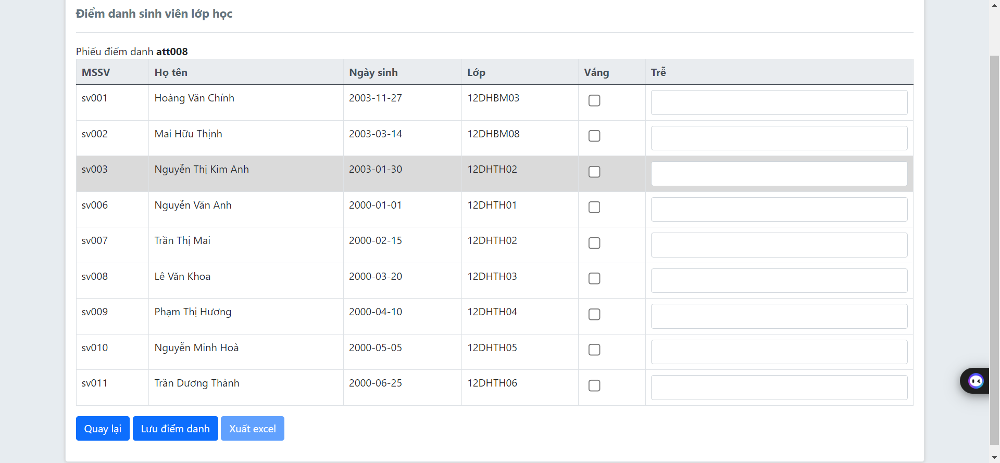 Điểm danh sinh viên lớp học
Phiếu điểm danh att008
MSSV Họ tên Ngày sinh Lớp Vắng Trễ
sv001 Hoàng Văn Chính 2003-11-27 12DHBM03
sv002 Mai Hữu Thịnh 2003-03-14 12DHBM08
sv003 Nguyễn Thị Kim Anh 2003-01-30 12DHTH02
sv006 Nguyễn Văn Anh 2000-01-01 12DHTH01
sv007 Trần Thị Mai 2000-02-15 12DHTH02
sv008 Lê Văn Khoa 2000-03-20 12DHTH03
sv009 Phạm Thị Hương 2000-04-10 12DHTH04
sv010 Nguyễn Minh Hoà 2000-05-05 12DHTH05
sv011 Trần Dương Thành 2000-06-25 12DHTH06
Quay lại Lưu điểm danh Xuất excel